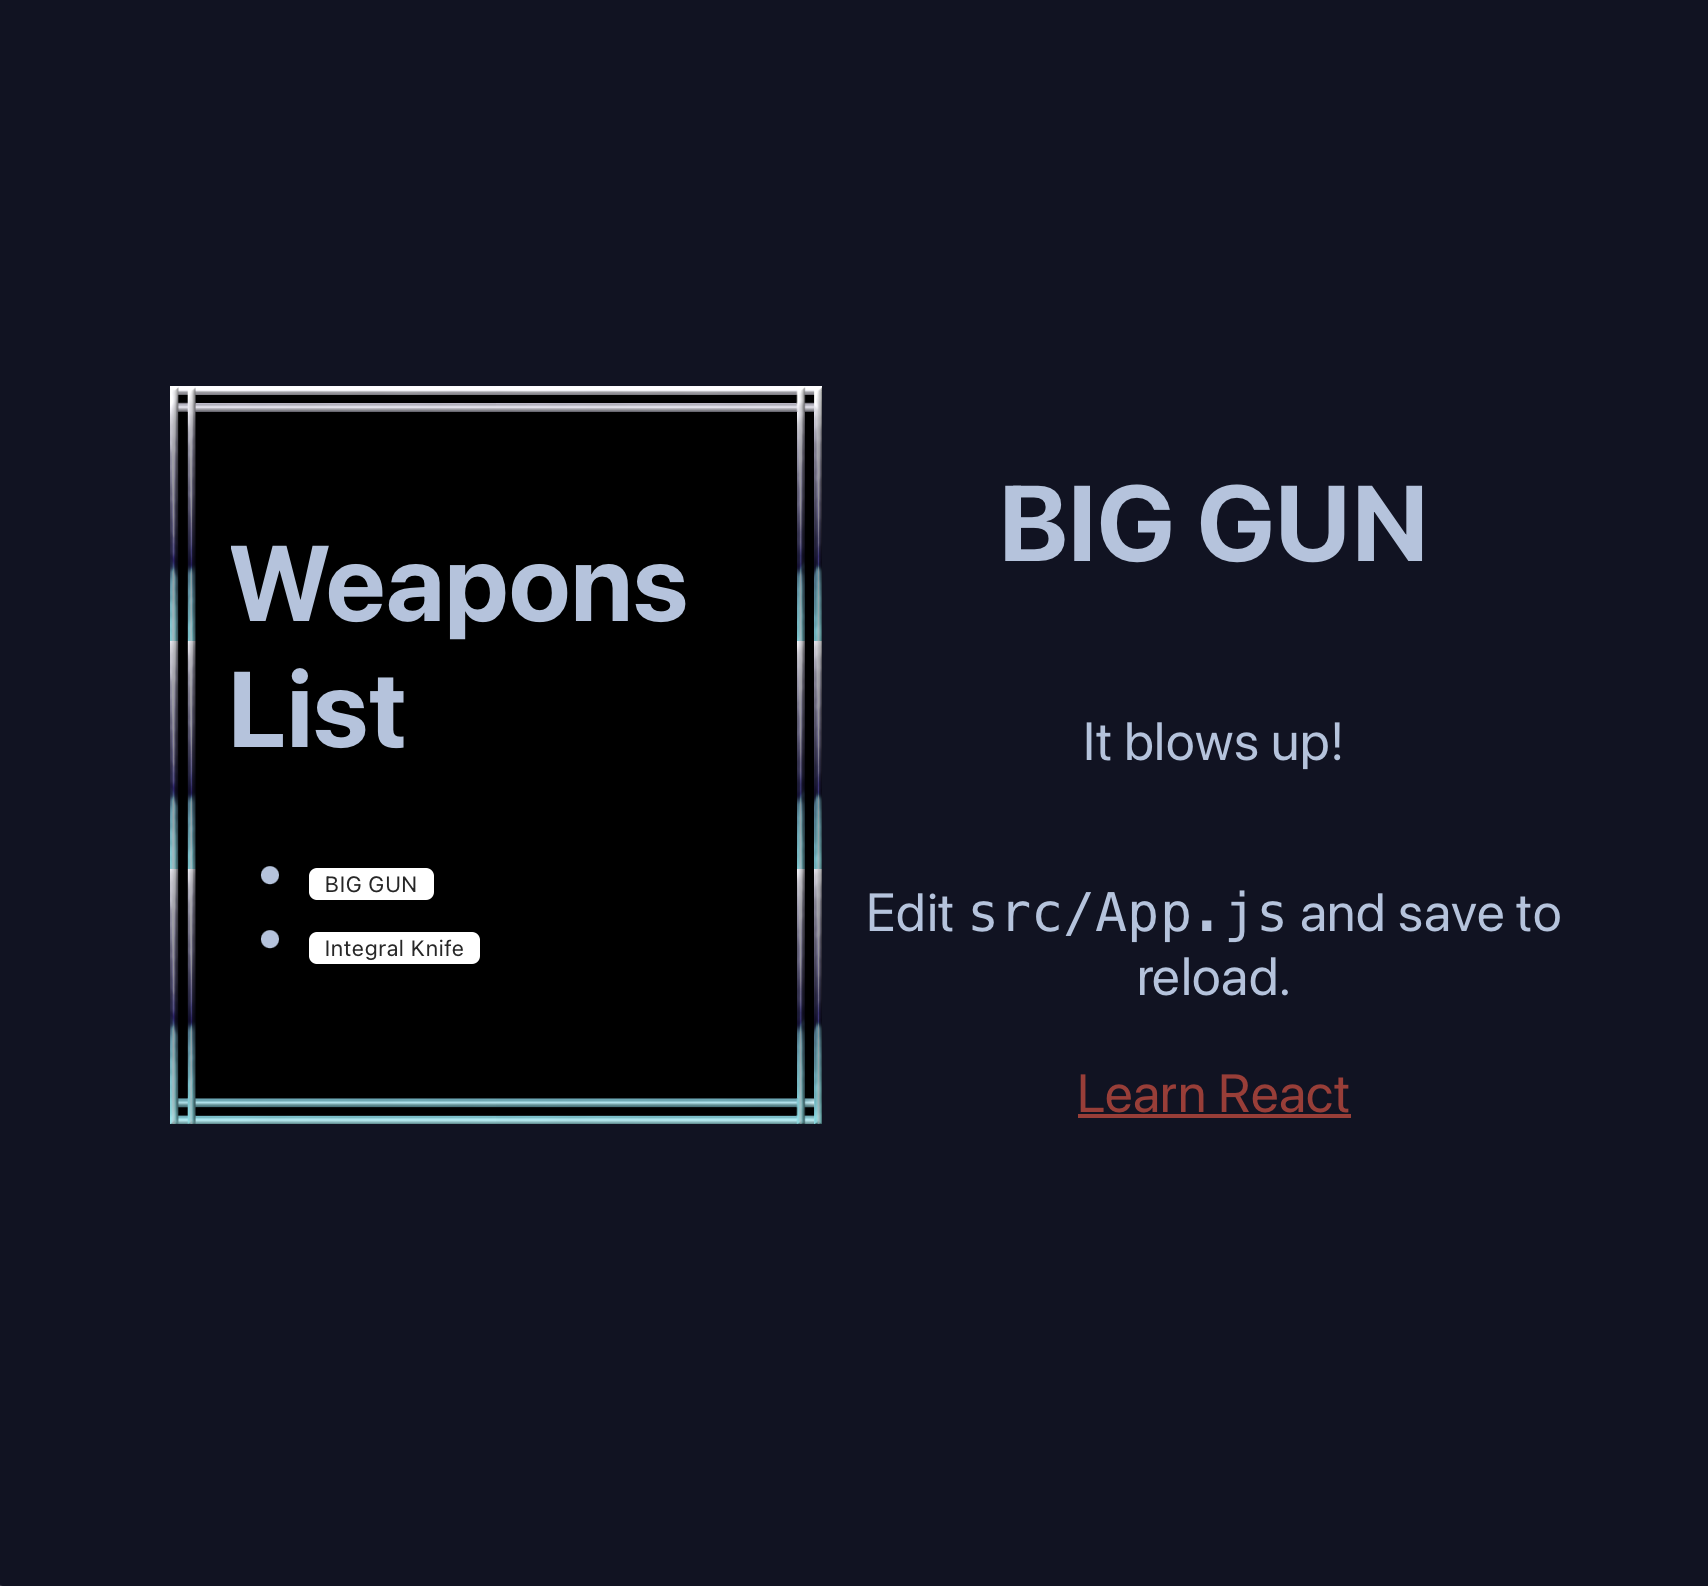 Weapons
List
BIG GUN
Integral Knife
BIG GUN
It blows up!
Edit src/App.js and save to
reload.
Learn React